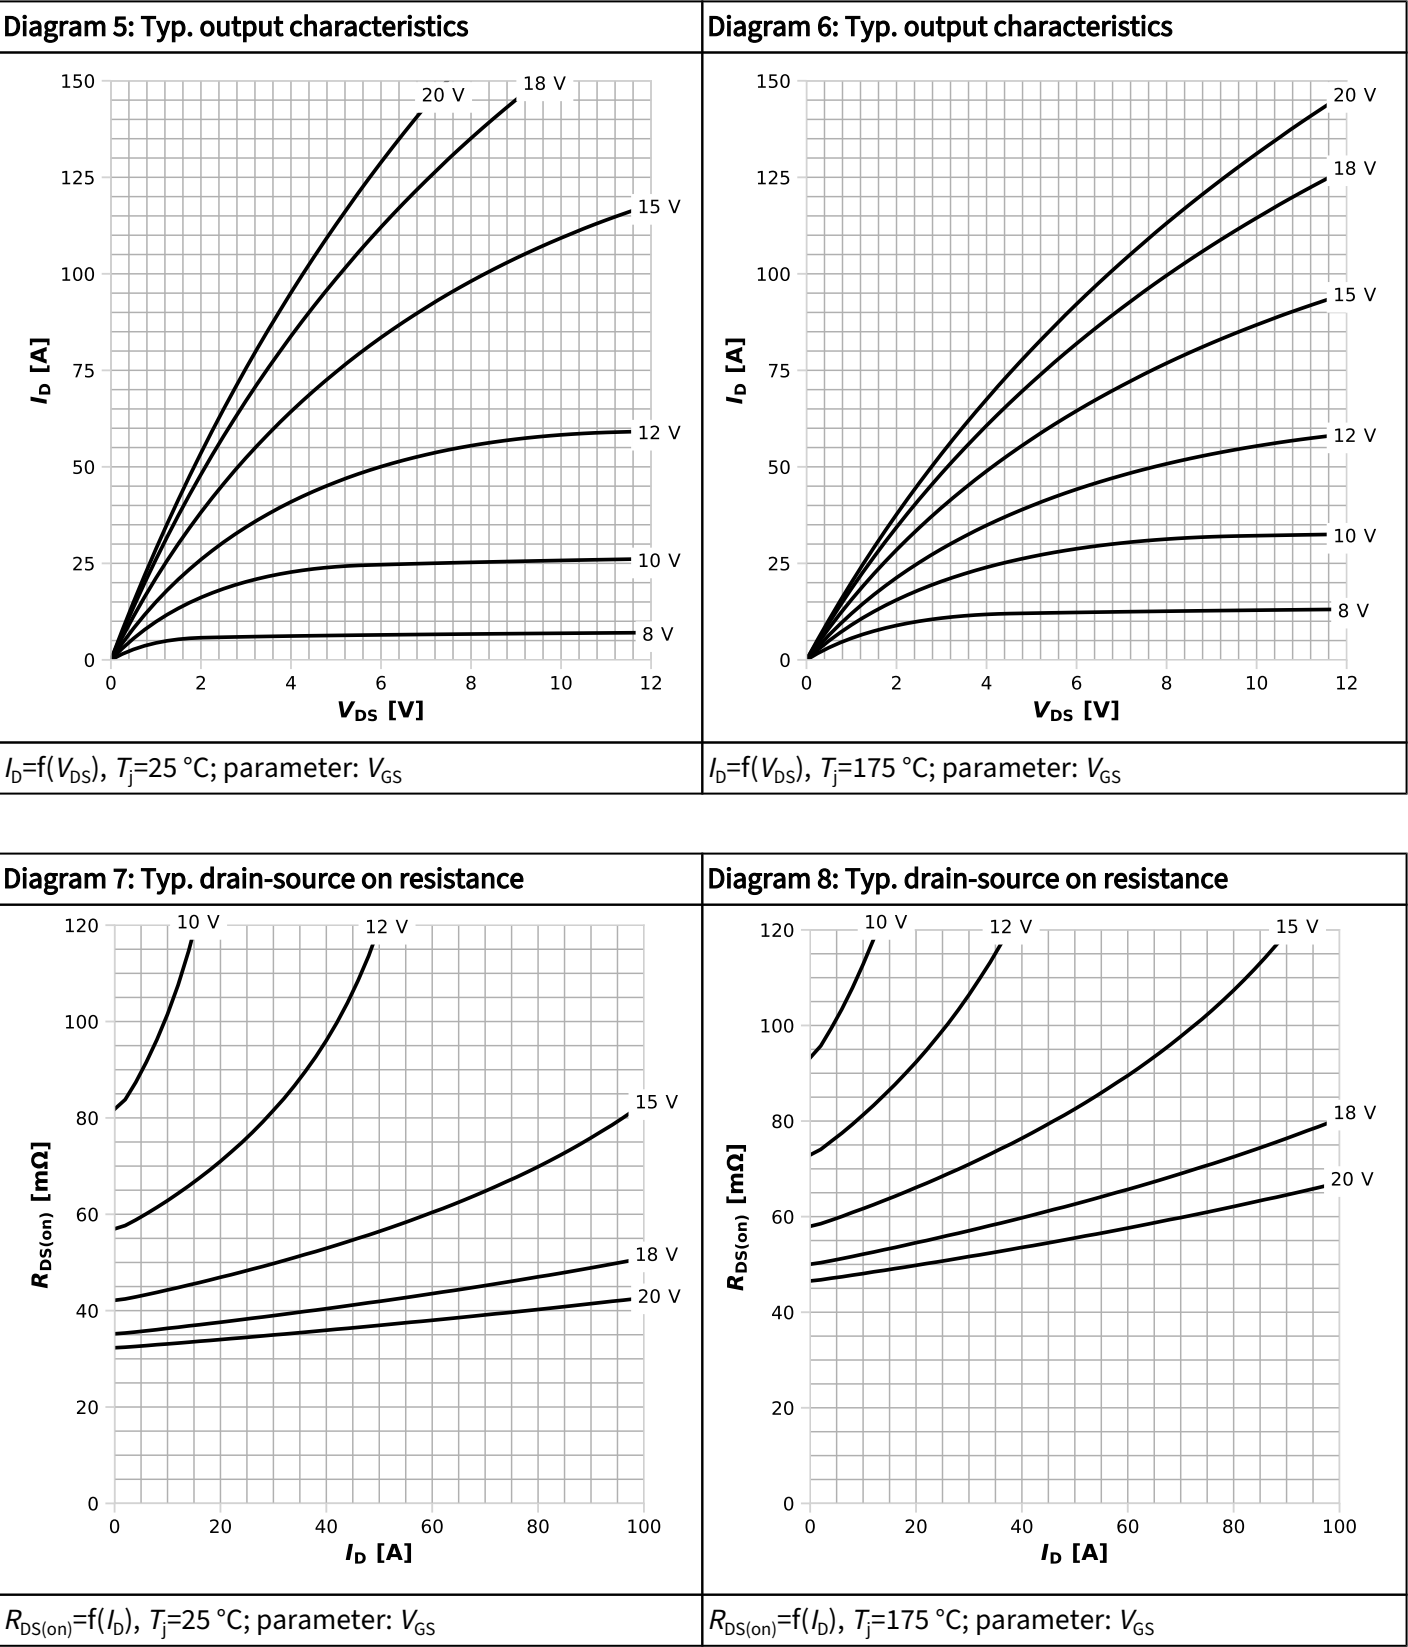 Diagram 5: Typ. output characteristics
150
125
100
75
50
25
0
0 2 4 6 8 10 12
I_D [A]
V_DS [V]
20 V
18 V
15 V
12 V
10 V
8 V
I_D=f(V_DS), T_j=25 °C; parameter: V_GS
Diagram 6: Typ. output characteristics
150
125
100
75
50
25
0
0 2 4 6 8 10 12
I_D [A]
V_DS [V]
20 V
18 V
15 V
12 V
10 V
8 V
I_D=f(V_DS), T_j=175 °C; parameter: V_GS
Diagram 7: Typ. drain-source on resistance
120
100
80
60
40
20
0
0 20 40 60 80 100
R_DS(on) [mΩ]
I_D [A]
10 V
12 V
15 V
18 V
20 V
R_DS(on)=f(I_D), T_j=25 °C; parameter: V_GS
Diagram 8: Typ. drain-source on resistance
120
100
80
60
40
20
0
0 20 40 60 80 100
R_DS(on) [mΩ]
I_D [A]
10 V
12 V
15 V
18 V
20 V
R_DS(on)=f(I_D), T_j=175 °C; parameter: V_GS